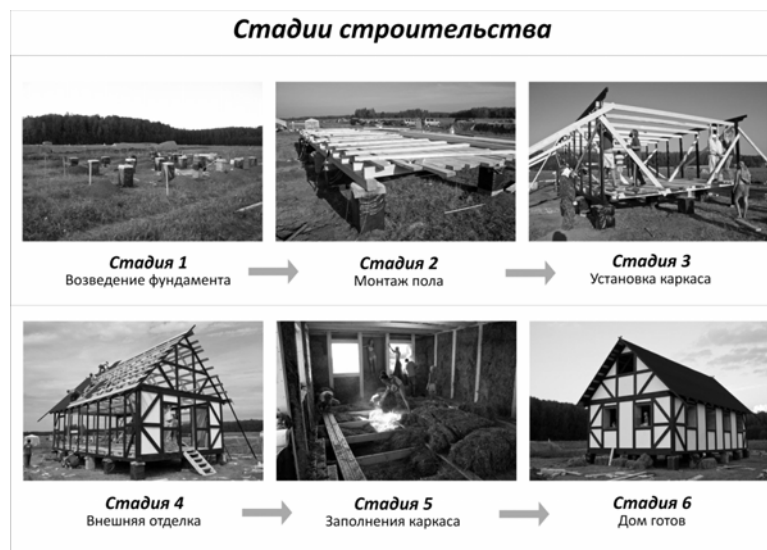 Стадии строительства
Стадия 1
Возведение фундамента
Стадия 2
Монтаж пола
Стадия 3
Установка каркаса
Стадия 4
Внешняя отделка
Стадия 5
Заполнения каркаса
Стадия 6
Дом готов